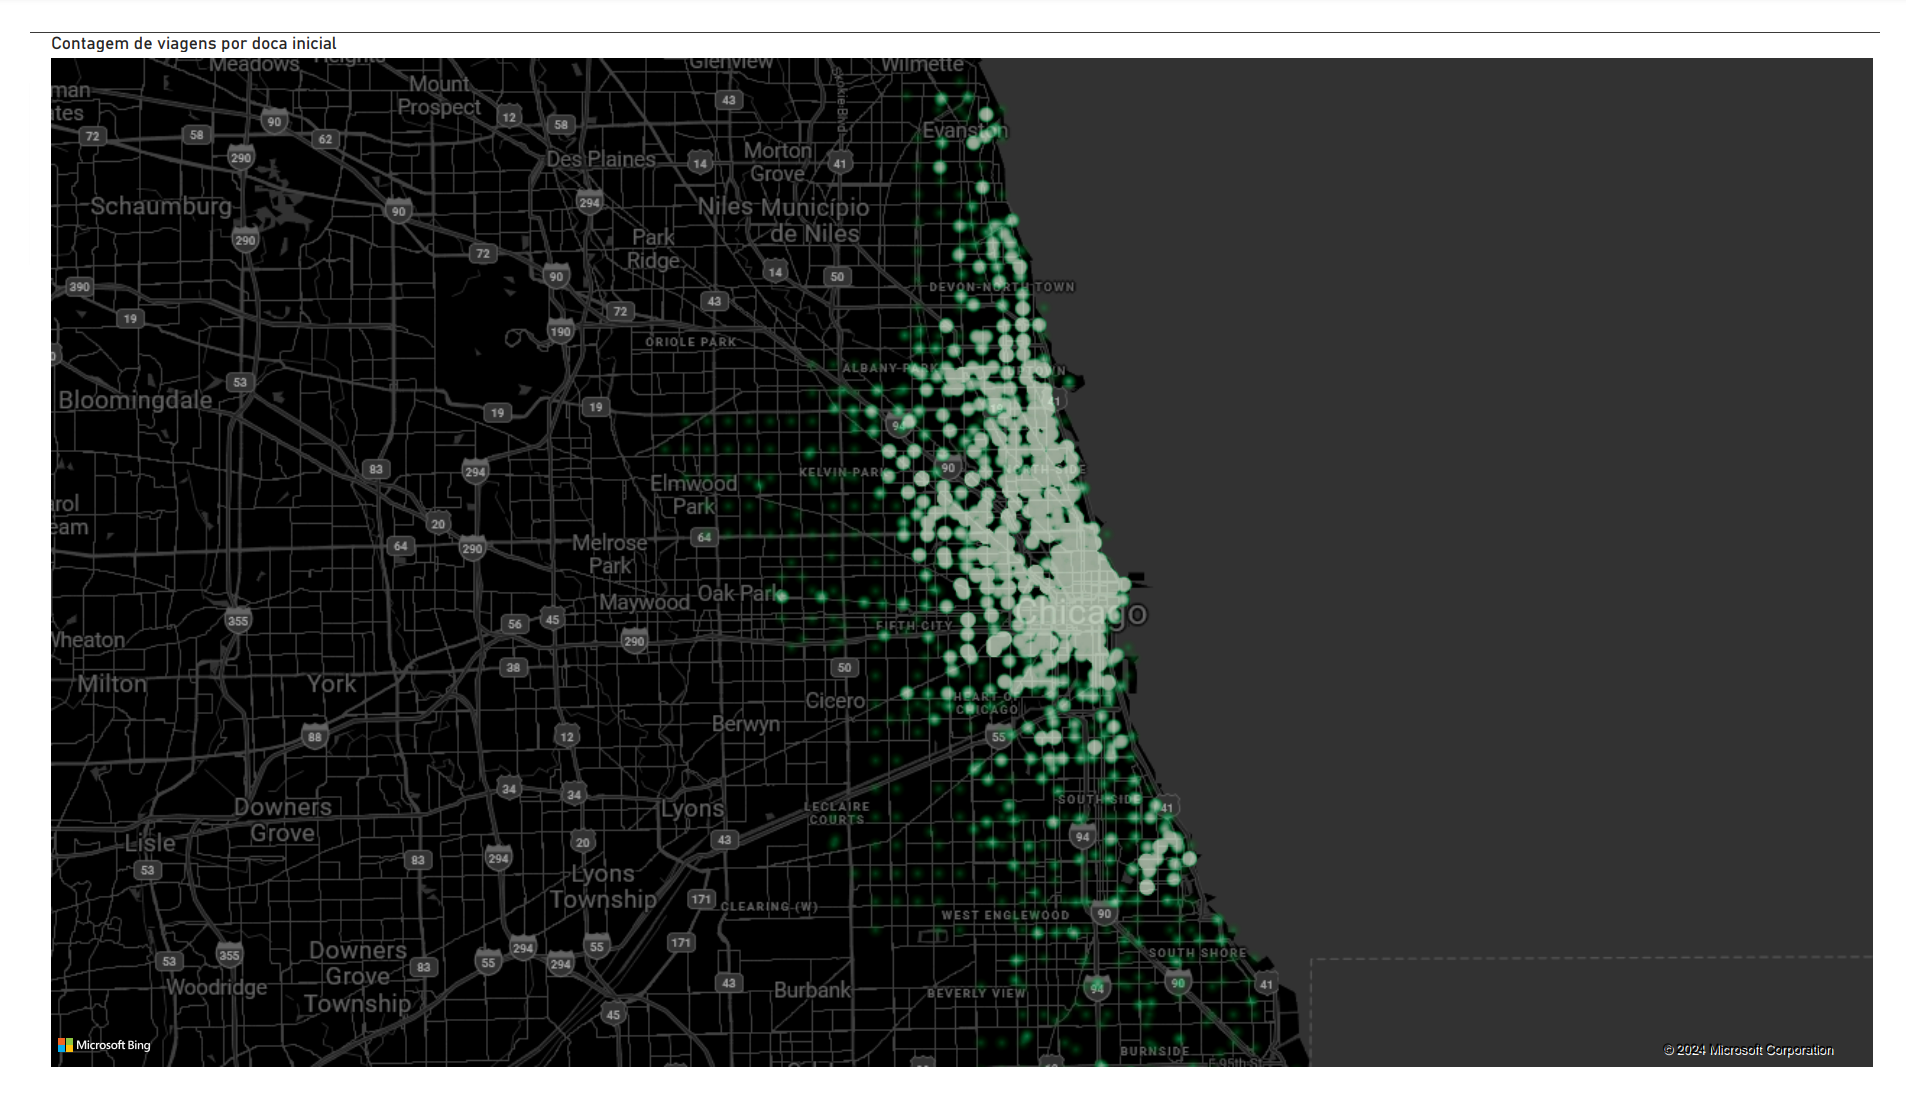 Contagem de viagens por doca inicial
Meadows
Heights
Glenview
Wilmette
man
tes
Mount
Prospect
43
12
58
90
72
58
62
290
Skokie Blvd
Evanston
Des Plaines
14
Morton
Grove
41
Schaumburg
90
294
Niles
Município
de Niles
290
72
Park
Ridge
90
14
50
390
43
DEVON-NORTH TOWN
19
72
190
ORIOLE PARK
ALBANY PARK
UPTOWN
53
Bloomingdale
19
19
41
94
83
294
KELVIN PARK
90
NORTH SIDE
Elmwood
Park
arol
eam
20
64
290
Melrose
Park
64
Maywood
Oak Park
Chicago
355
56
45
FIFTH CITY
Wheaton
290
38
50
Milton
York
Cicero
HEART OF
CHICAGO
Berwyn
88
12
55
34
34
Downers
Grove
Lyons
LECLAIRE
COURTS
SOUTH SIDE
41
Lisle
20
43
94
53
83
294
Lyons
Township
171
CLEARING (W)
WEST ENGLEWOOD
90
Downers
Grove
Township
294
55
171
SOUTH SHORE
53
355
83
55
294
Woodridge
43
Burbank
BEVERLY VIEW
94
90
41
45
Microsoft Bing
BURNSIDE
E 95th St
© 2024 Microsoft Corporation